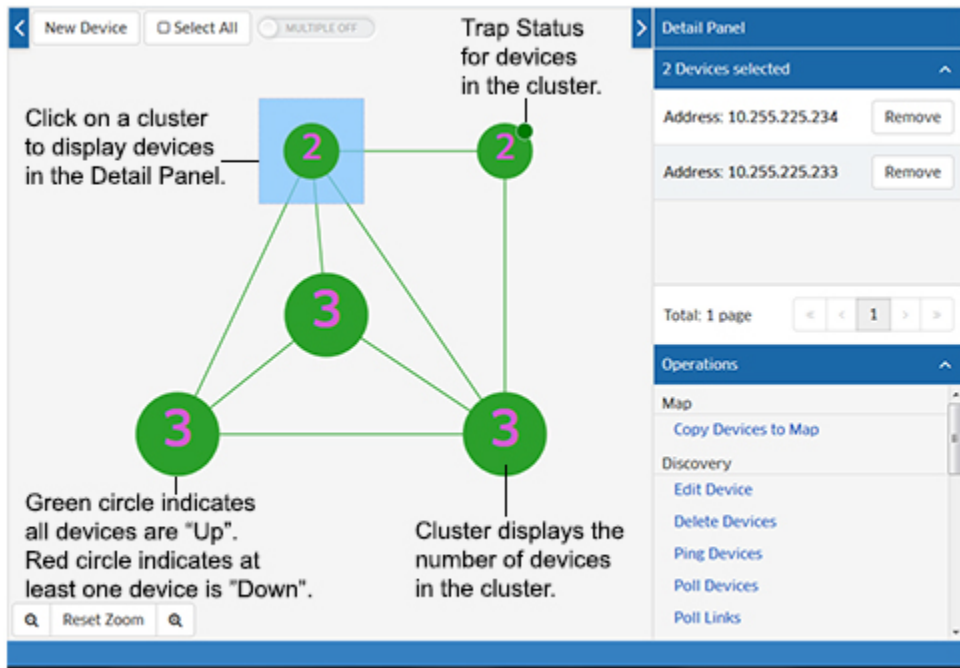 New Device
Select All
MULTIPLE OFF
Trap Status
for devices
in the cluster.
Click on a cluster
to display devices
in the Detail Panel.
2
2
3
3
3
Green circle indicates
all devices are “Up”.
Red circle indicates at
least one device is ”Down”.
Cluster displays the
number of devices
in the cluster.
Reset Zoom
Detail Panel
2 Devices selected
Address: 10.255.225.234 Remove
Address: 10.255.225.233 Remove
Total: 1 page « ‹ 1 › »
Operations
Map
Copy Devices to Map
Discovery
Edit Device
Delete Devices
Ping Devices
Poll Devices
Poll Links